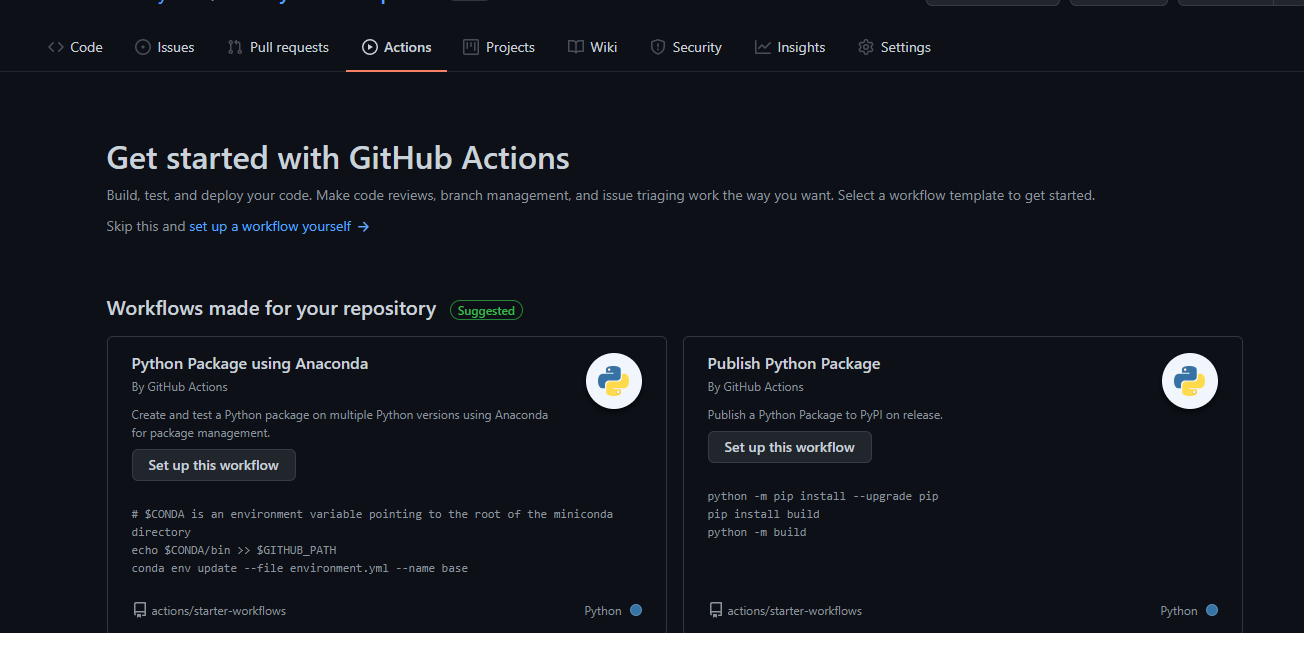 Code Issues Pull requests Actions Projects Wiki Security Insights Settings
Get started with GitHub Actions
Build, test, and deploy your code. Make code reviews, branch management, and issue triaging work the way you want. Select a workflow template to get started.
Skip this and set up a workflow yourself →
Workflows made for your repository Suggested
Python Package using Anaconda
By GitHub Actions
Create and test a Python package on multiple Python versions using Anaconda
for package management.
Set up this workflow
# $CONDA is an environment variable pointing to the root of the miniconda
directory
echo $CONDA/bin >> $GITHUB_PATH
conda env update --file environment.yml --name base
actions/starter-workflows Python
Publish Python Package
By GitHub Actions
Publish a Python Package to PyPI on release.
Set up this workflow
python -m pip install --upgrade pip
pip install build
python -m build
actions/starter-workflows Python